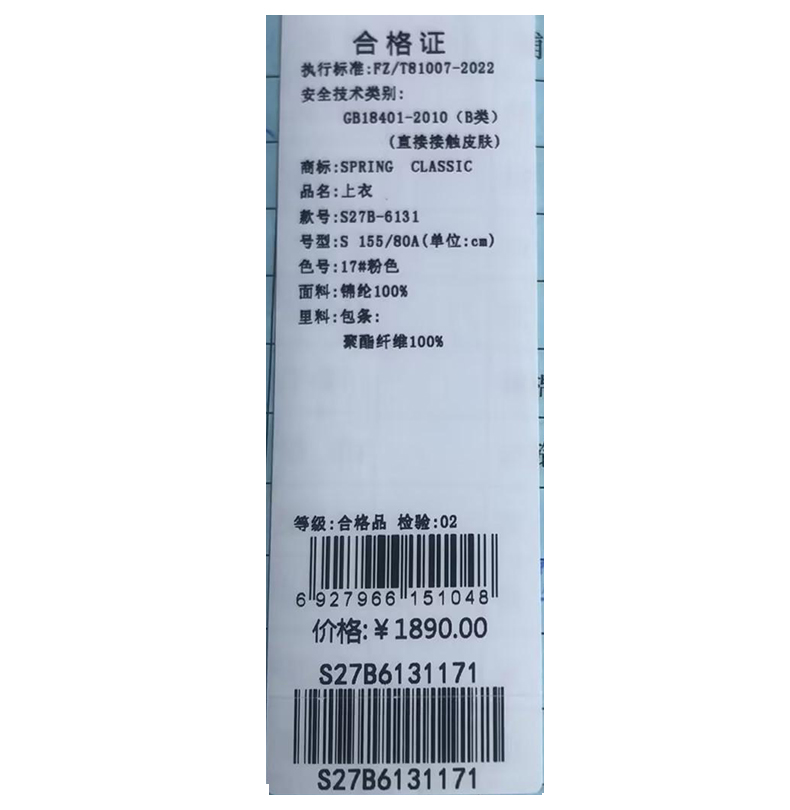 合格证
执行标准:FZ/T81007-2022
安全技术类别:
GB18401-2010（B类）
(直接接触皮肤)
商标:SPRING CLASSIC
品名:上衣
款号:S27B-6131
号型:S 155/80A(单位:cm)
色号:17#粉色
面料:锦纶100%
里料:包条:
聚酯纤维100%
等级:合格品 检验:02
6 927966 151048
价格:￥1890.00
S27B6131171
S27B6131171